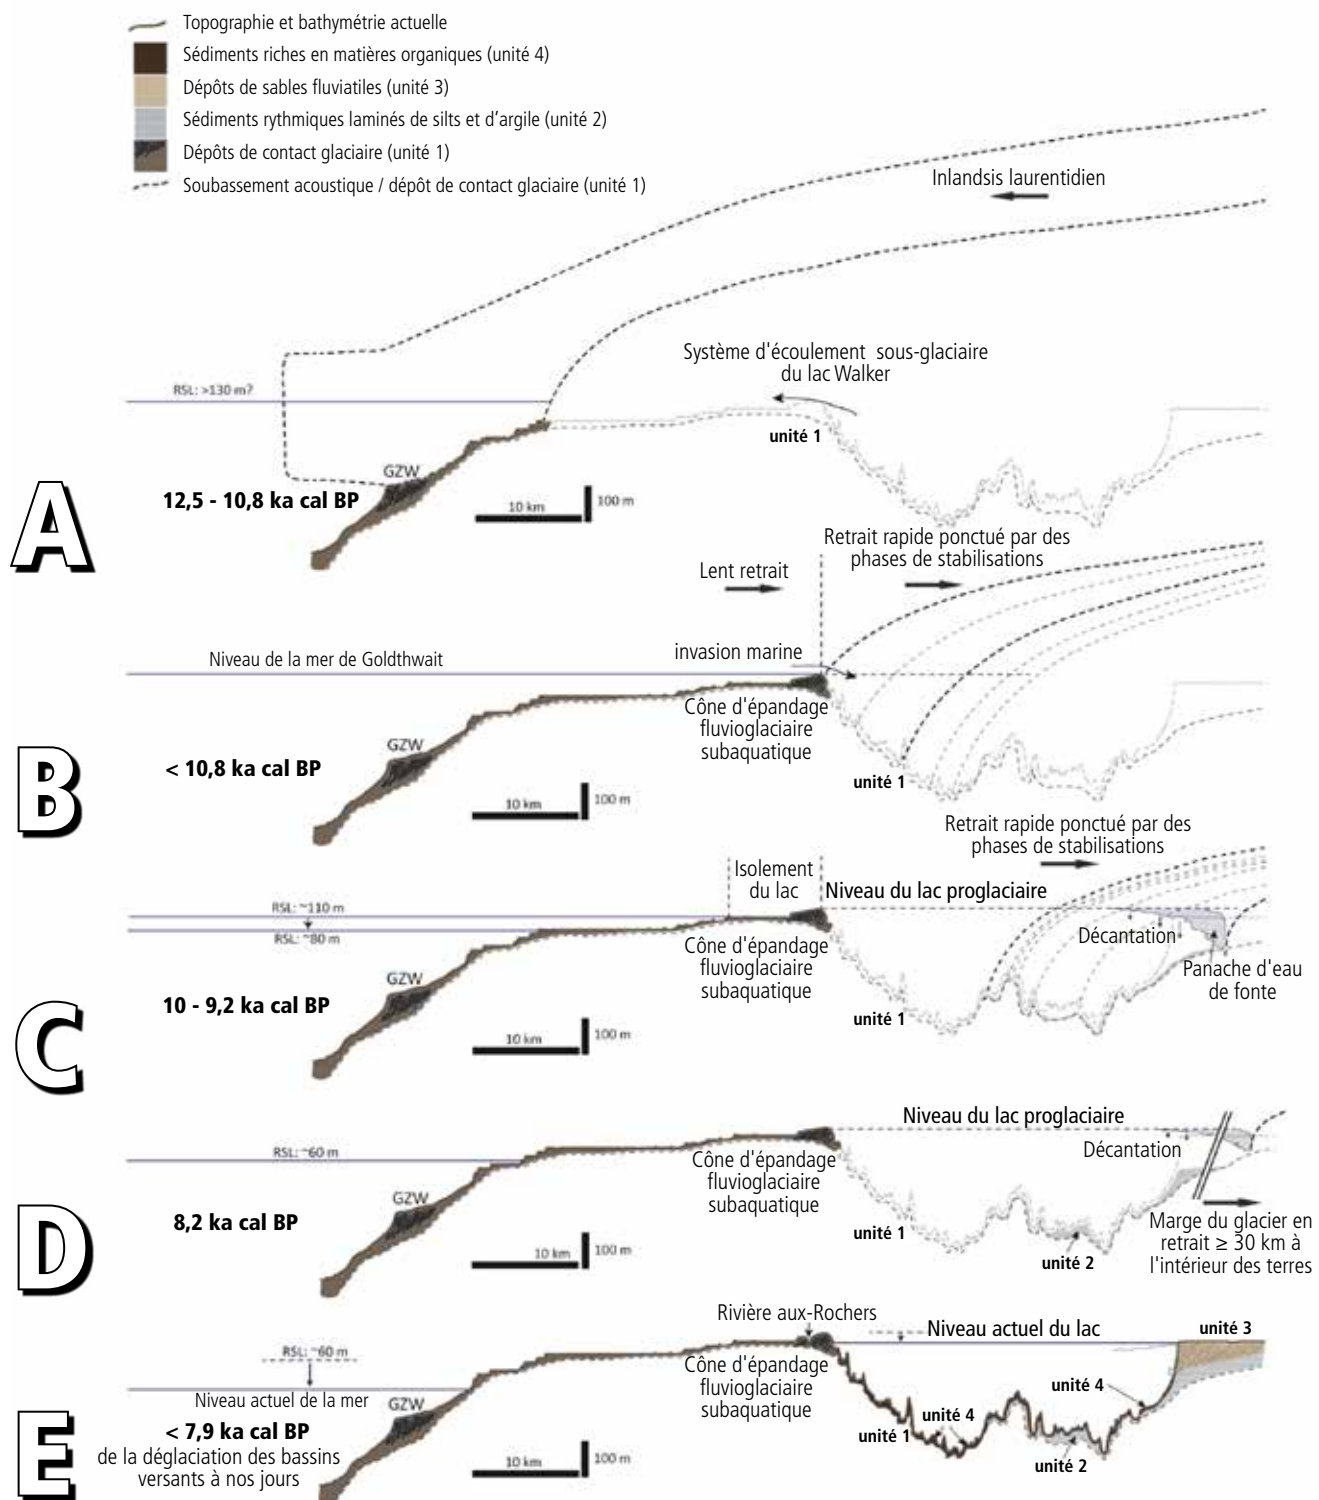 Topographie et bathymétrie actuelle
Sédiments riches en matières organiques (unité 4)
Dépôts de sables fluviatiles (unité 3)
Sédiments rythmiques laminés de silts et d'argile (unité 2)
Dépôts de contact glaciaire (unité 1)
Soubassement acoustique / dépôt de contact glaciaire (unité 1)
Inlandsis laurentidien
Système d'écoulement sous-glaciaire
du lac Walker
RSL: >130 m?
unité 1
GZW
A
12,5 - 10,8 ka cal BP
10 km
100 m
Retrait rapide ponctué par des
phases de stabilisations
Lent retrait
Niveau de la mer de Goldthwait
invasion marine
Cône d'épandage
fluvioglaciaire
subaquatique
GZW
B
< 10,8 ka cal BP
unité 1
10 km
100 m
Retrait rapide ponctué par des
phases de stabilisations
Isolement
du lac
Niveau du lac proglaciaire
RSL: ~110 m
RSL: ~80 m
Cône d'épandage
fluvioglaciaire
subaquatique
Décantation
Panache d'eau
de fonte
GZW
C
10 - 9,2 ka cal BP
unité 1
10 km
100 m
Niveau du lac proglaciaire
RSL: ~60 m
Cône d'épandage
fluvioglaciaire
subaquatique
Décantation
GZW
D
8,2 ka cal BP
unité 1
unité 2
10 km
100 m
Marge du glacier en
retrait ≥ 30 km à
l'intérieur des terres
Rivière aux-Rochers
Niveau actuel du lac
unité 3
RSL: ~60 m
Cône d'épandage
fluvioglaciaire
subaquatique
Niveau actuel de la mer
GZW
E
< 7,9 ka cal BP
de la déglaciation des bassins
versants à nos jours
unité 4
unité 4
unité 1
unité 2
10 km
100 m